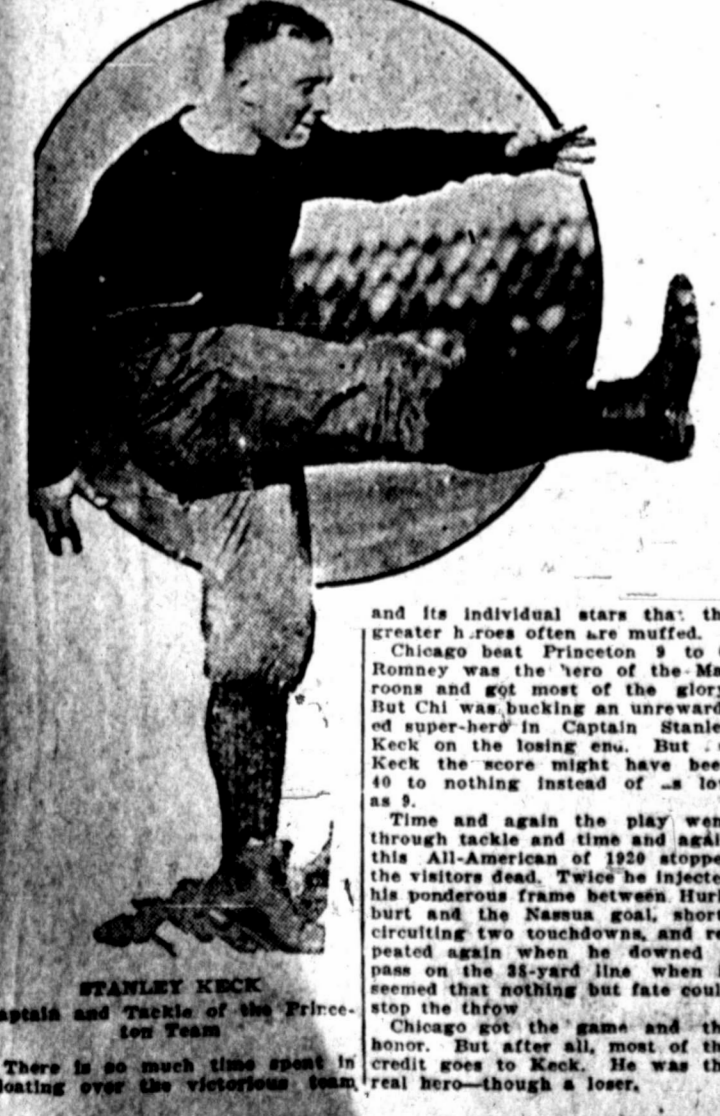 STANLEY KECK
aptain and Tackle of the Prince-
ton Team
There is so much time spent in
loating over the victorious team
and its individual stars that th
greater h roes often are muffed.
Chicago beat Princeton 9 to
Romney was the hero of the Ma
roons and got most of the glory
But Chi was bucking an unreward
ed super-hero in Captain Stanle
Keck on the losing end. But
Keck the score might have bee
40 to nothing instead of as lo
as 9.
Time and again the play wen
through tackle and time and agai
this All-American of 1920 stoppe
the visitors dead. Twice he injecte
his ponderous frame between Hurl
burt and the Nassua goal, short
circuiting two touchdowns, and re
peated again when he downed
pass on the 38-yard line when
seemed that nothing but fate coul
stop the throw
Chicago got the game and th
honor. But after all, most of th
credit goes to Keck. He was th
real hero—though a loser.